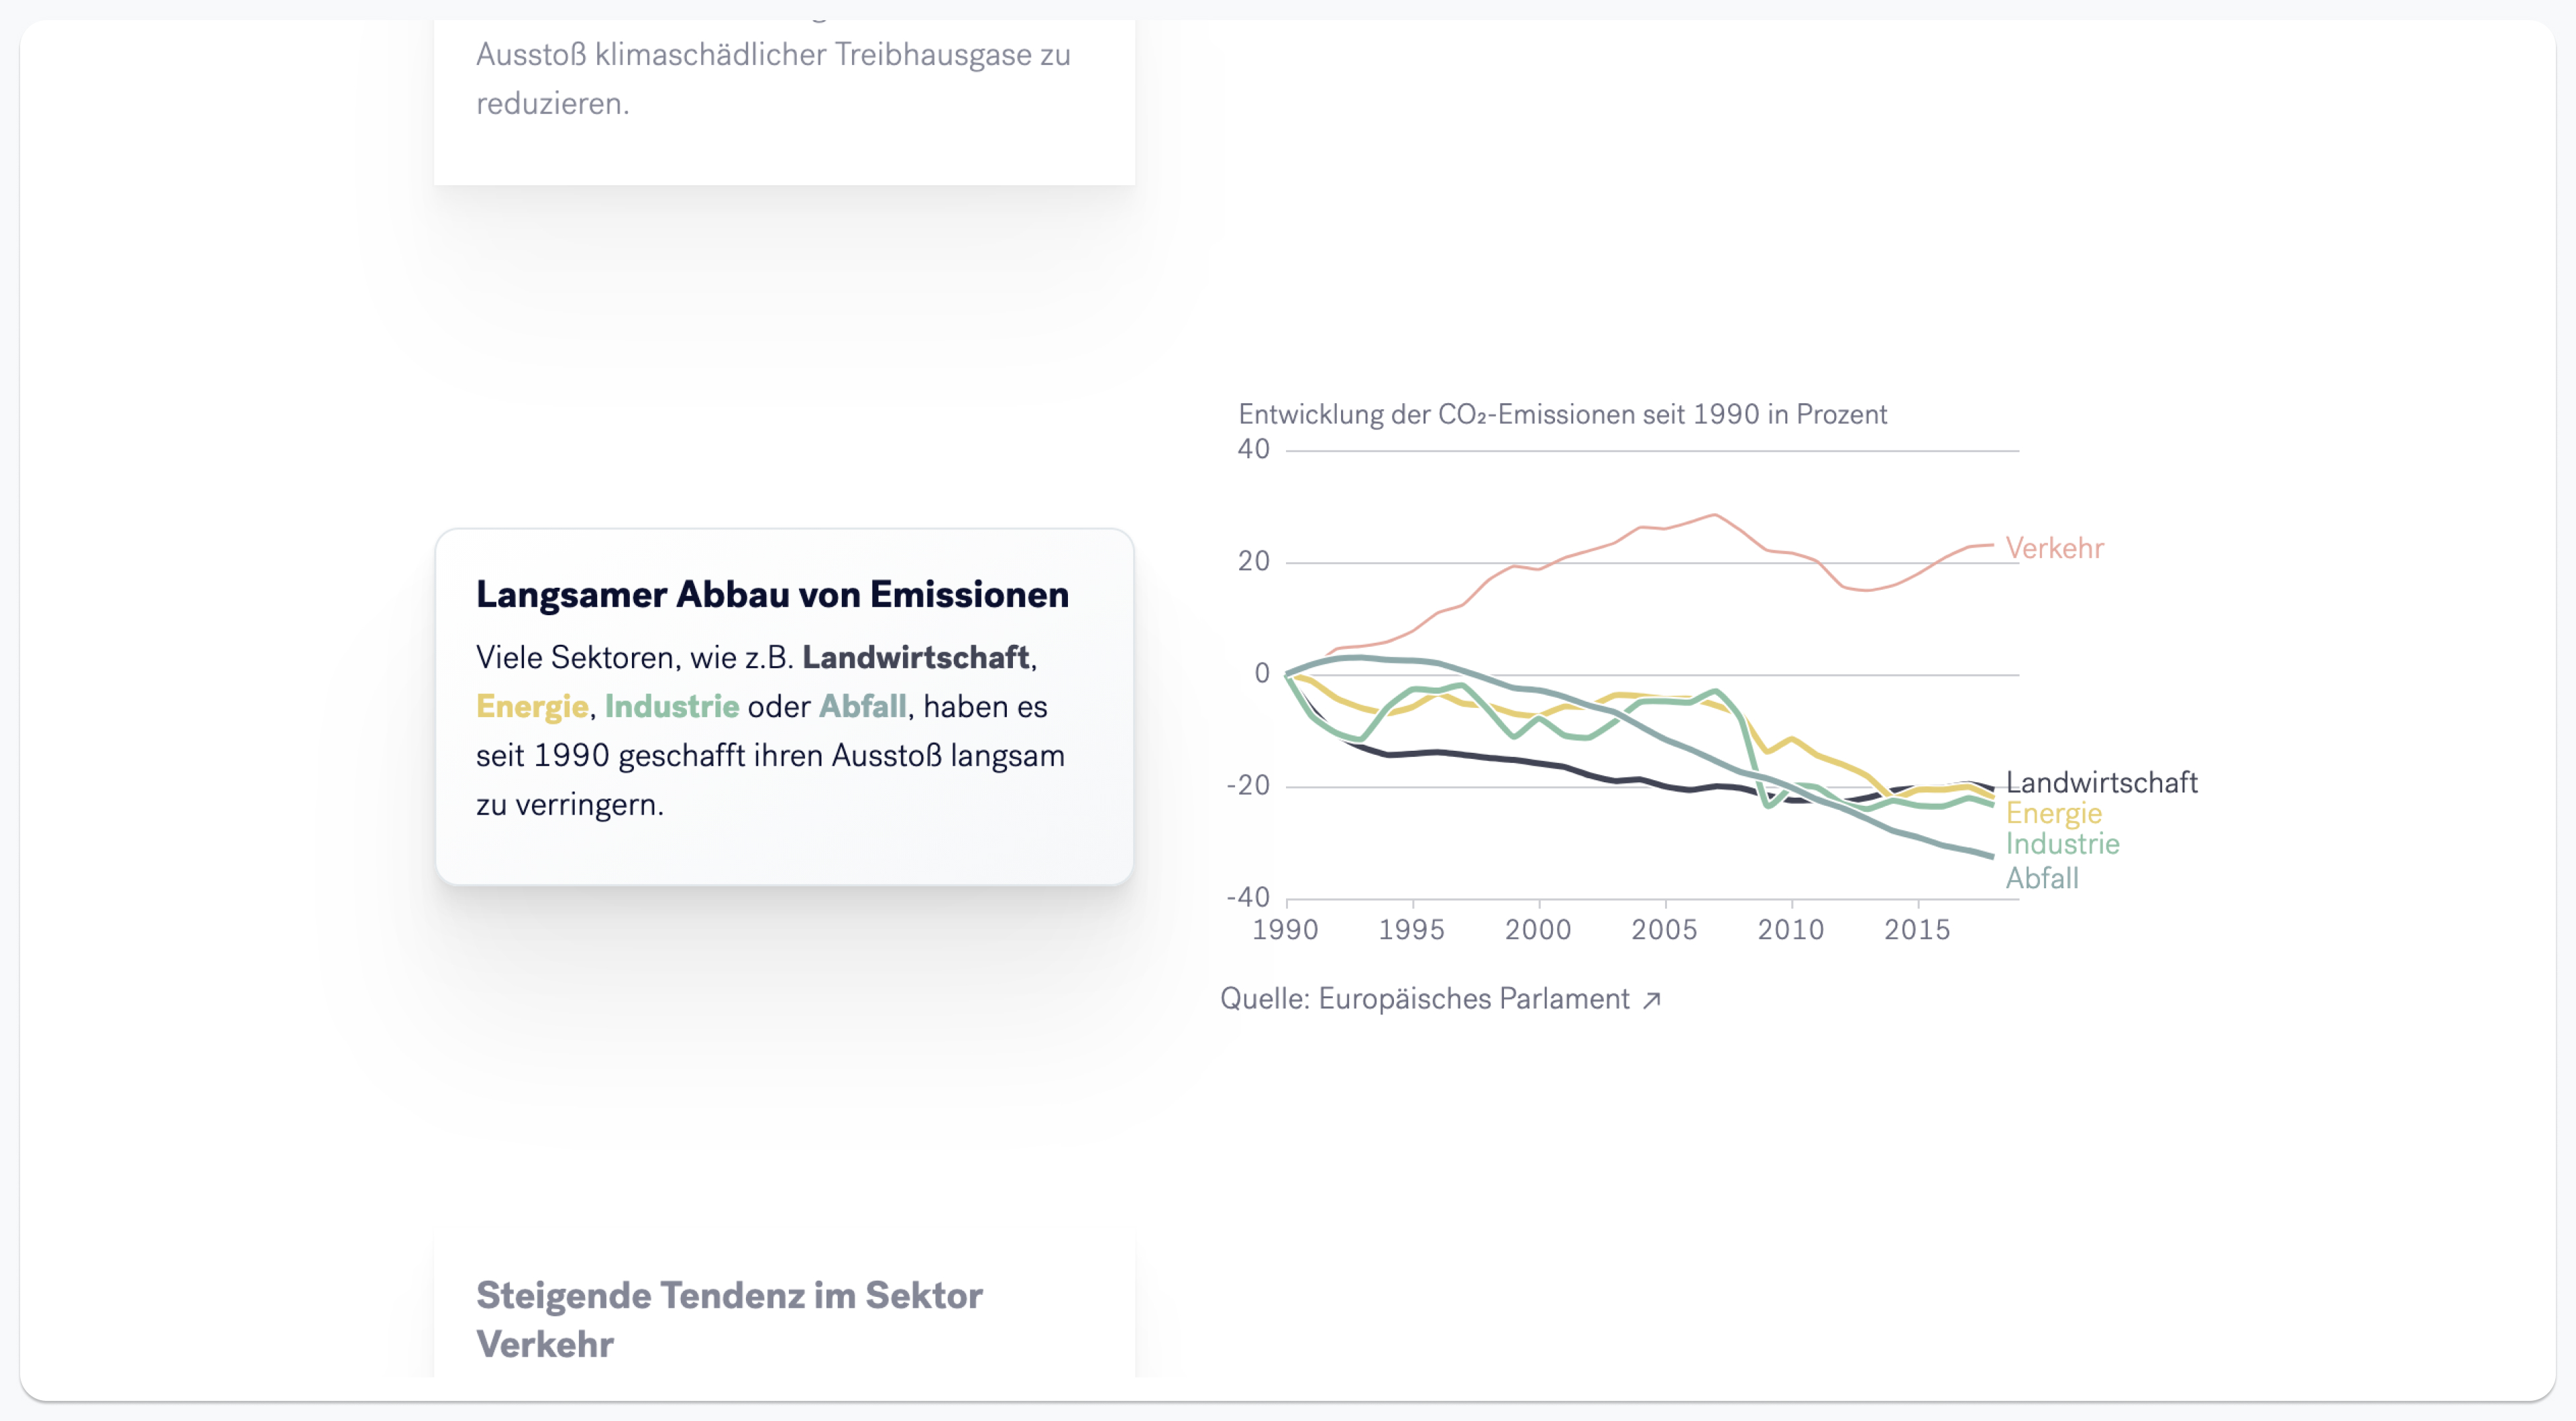 Ausstoß klimaschädlicher Treibhausgase zu
reduzieren.
Langsamer Abbau von Emissionen
Viele Sektoren, wie z.B. Landwirtschaft,
Energie, Industrie oder Abfall, haben es
seit 1990 geschafft ihren Ausstoß langsam
zu verringern.
Steigende Tendenz im Sektor
Verkehr
Entwicklung der CO₂-Emissionen seit 1990 in Prozent
40
20
0
-20
-40
1990 1995 2000 2005 2010 2015
Verkehr
Landwirtschaft
Energie
Industrie
Abfall
Quelle: Europäisches Parlament ↗